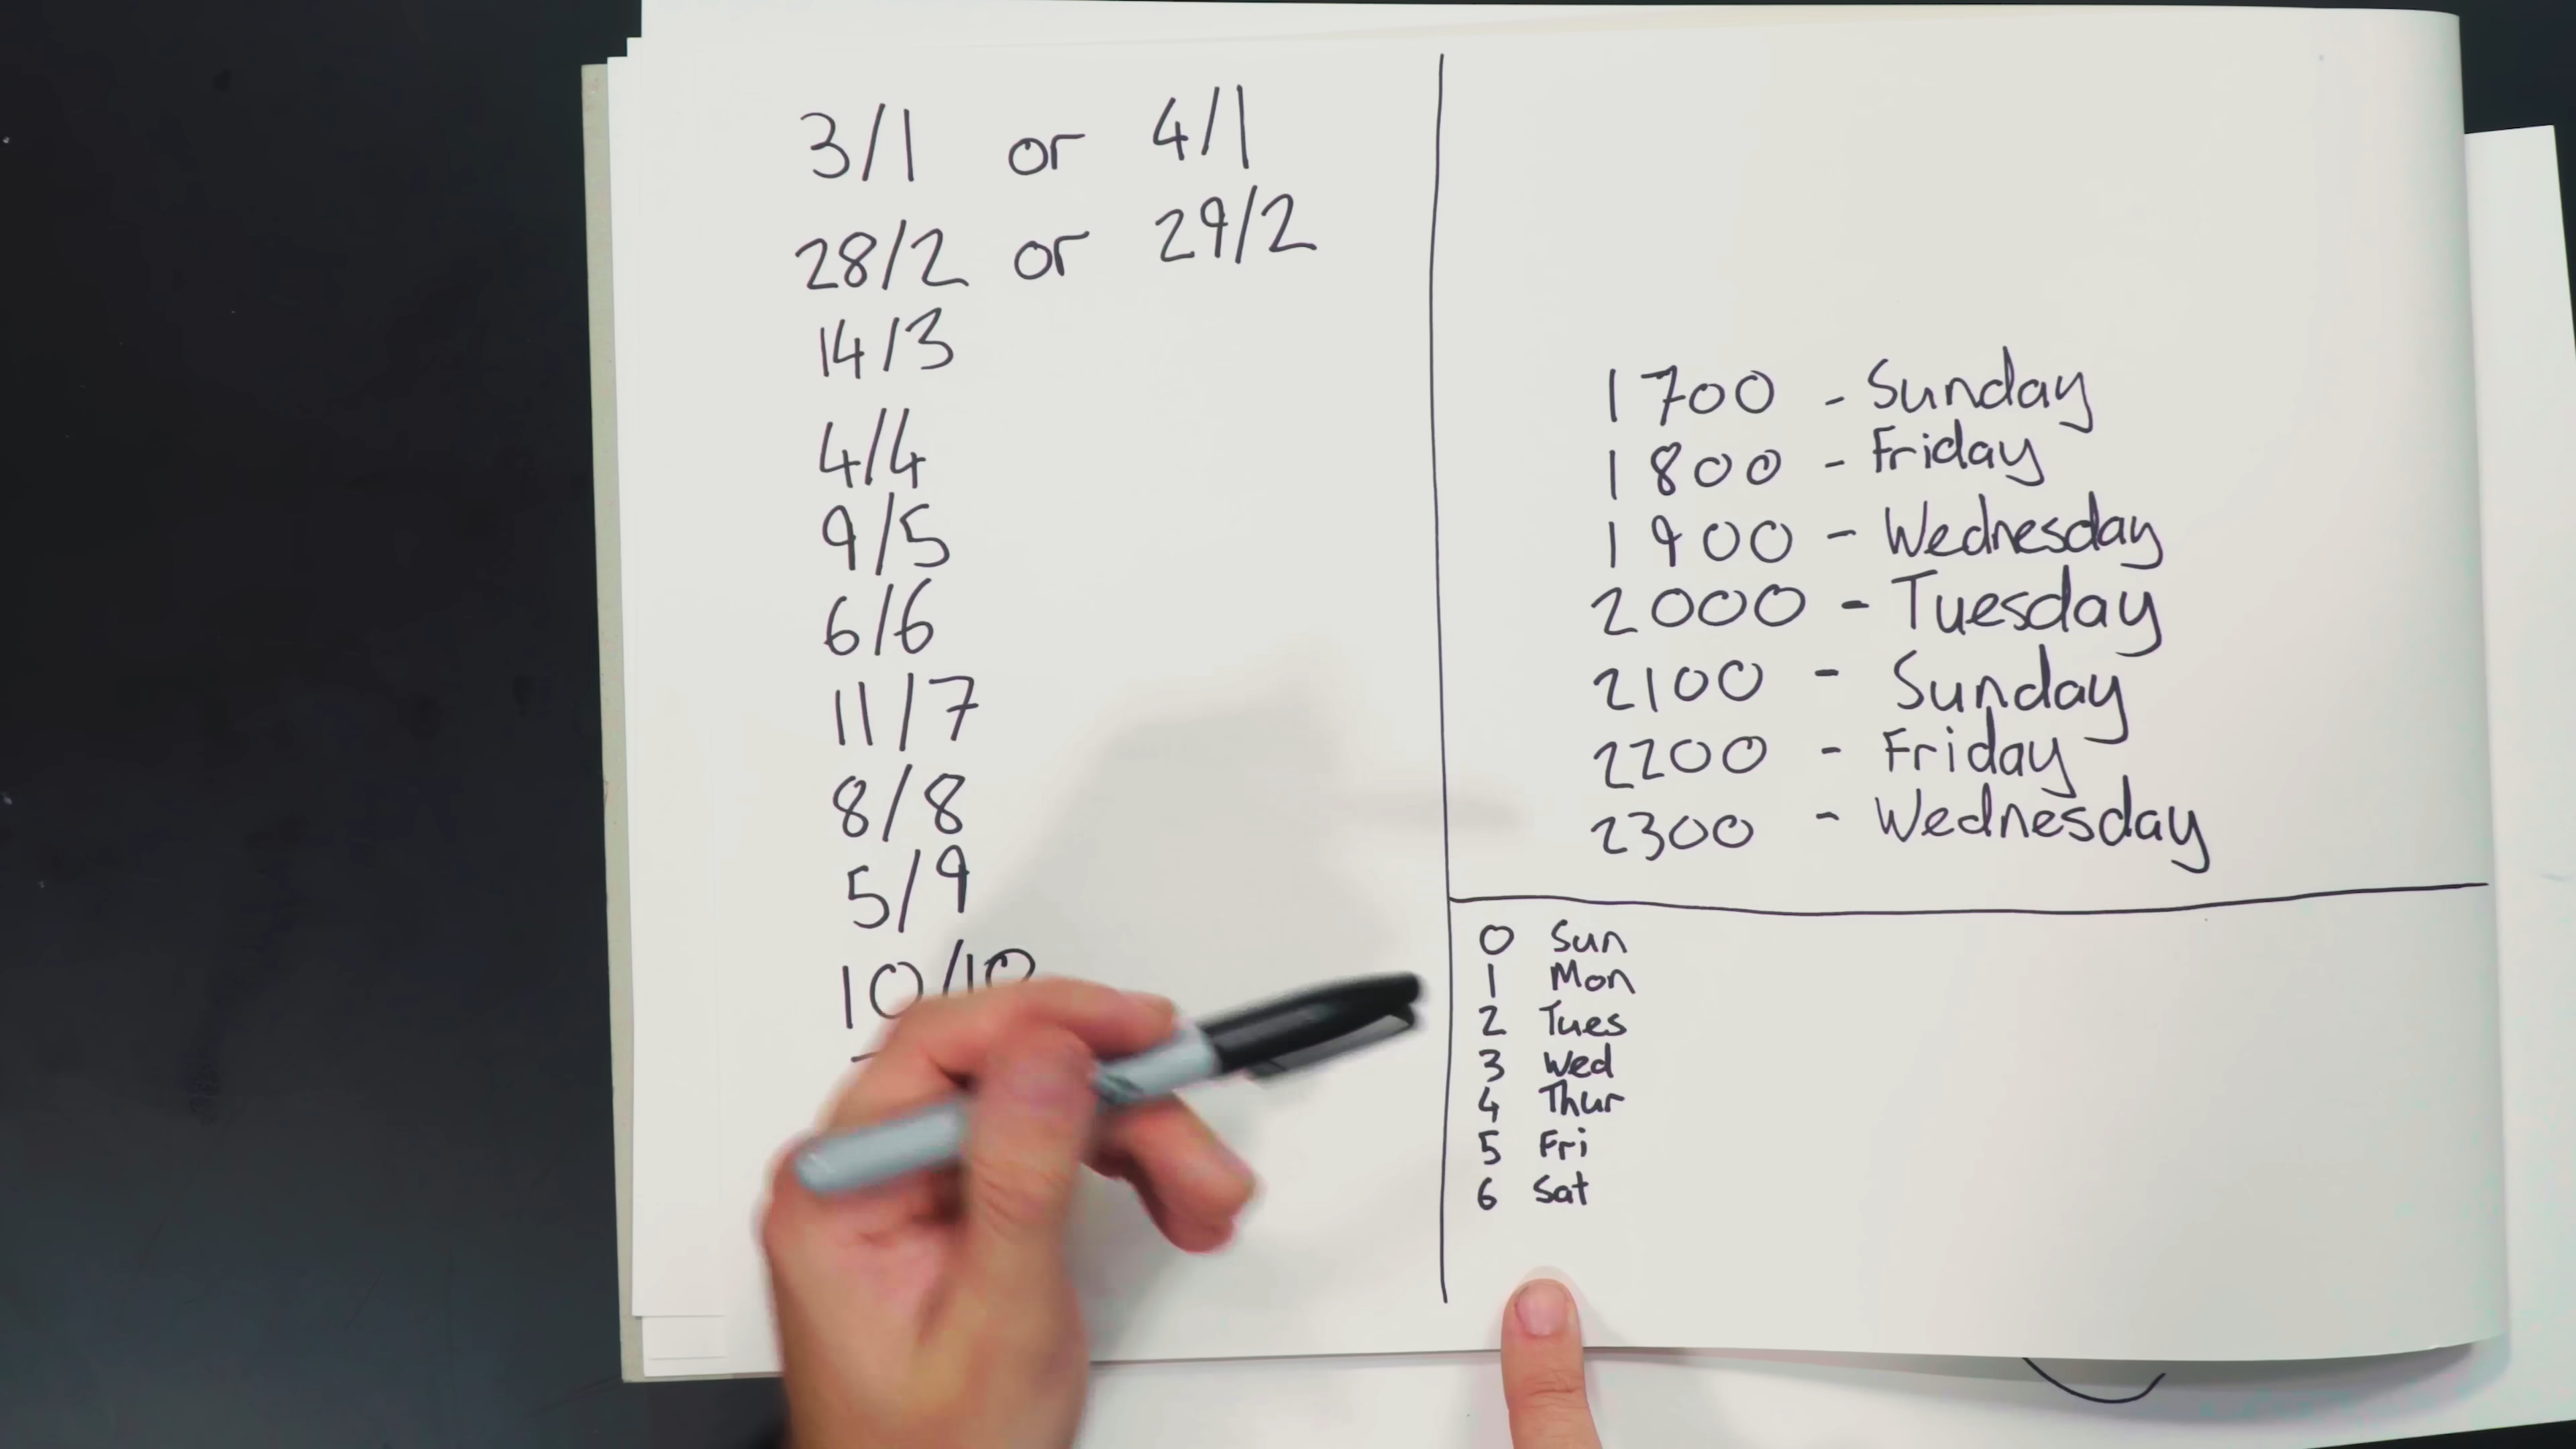 3/1 or 4/1
28/2 or 29/2
14/3
4/4
9/5
6/6
11/7
8/8
5/9
10/10
1700 - Sunday
1800 - Friday
1900 - Wednesday
2000 - Tuesday
2100 - Sunday
2200 - Friday
2300 - Wednesday
0 Sun
1 Mon
2 Tues
3 Wed
4 Thur
5 Fri
6 Sat